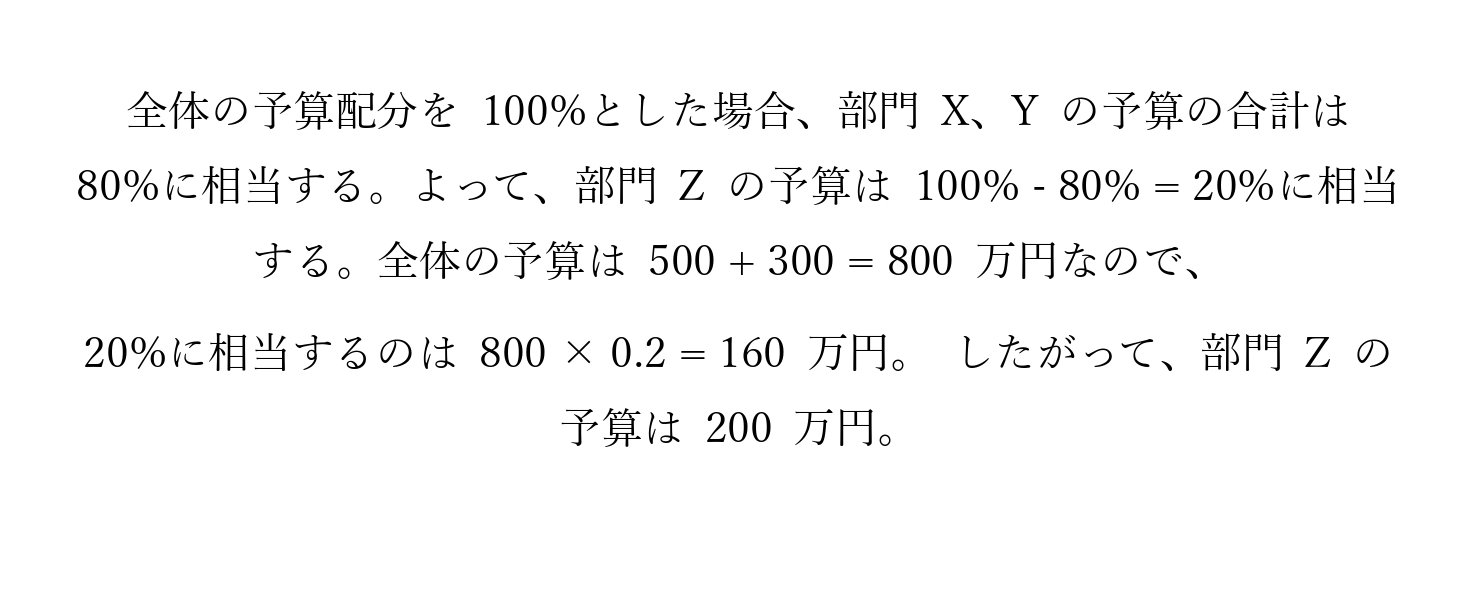 全体の予算配分を 100%とした場合、部門 X、Y の予算の合計は
80%に相当する。よって、部門 Z の予算は 100% - 80% = 20%に相当
する。全体の予算は 500 + 300 = 800 万円なので、
20%に相当するのは 800 × 0.2 = 160 万円。 したがって、部門 Z の
予算は 200 万円。